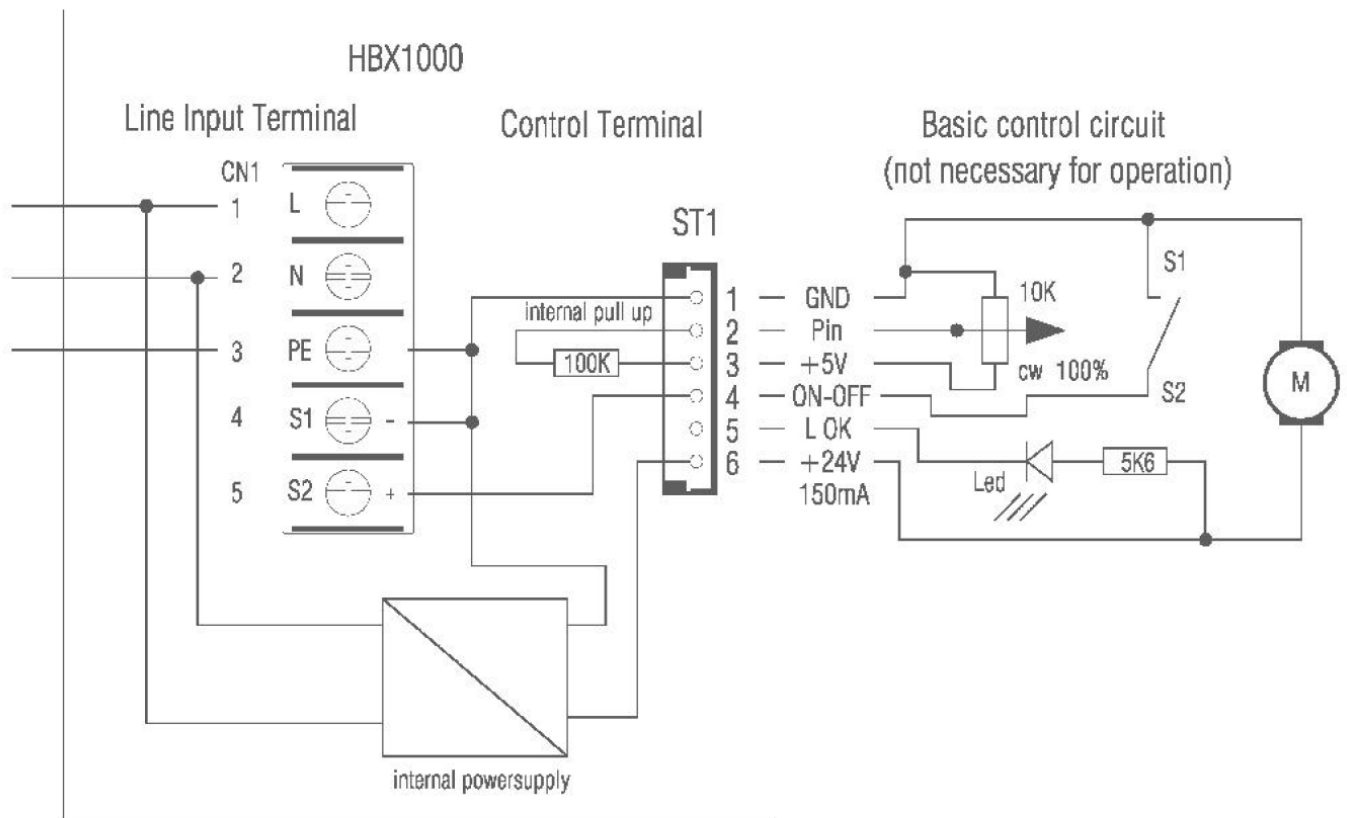 HBX1000
Line Input Terminal
Control Terminal
Basic control circuit
(not necessary for operation)
CN1
1 L
2 N
3 PE
4 S1 -
5 S2 +
ST1
internal pull up
100K
1 GND
2 Pin
3 +5V
4 ON-OFF
5 L OK
6 +24V
150mA
10K
cw 100%
S1
S2
M
Led
5K6
internal powersupply